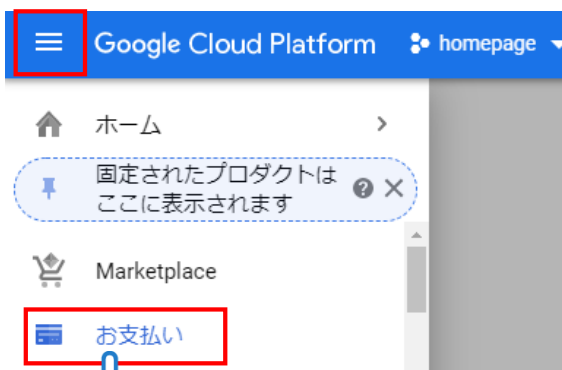 Google Cloud Platform homepage
ホーム
固定されたプロダクトは
ここに表示されます
Marketplace
お支払い